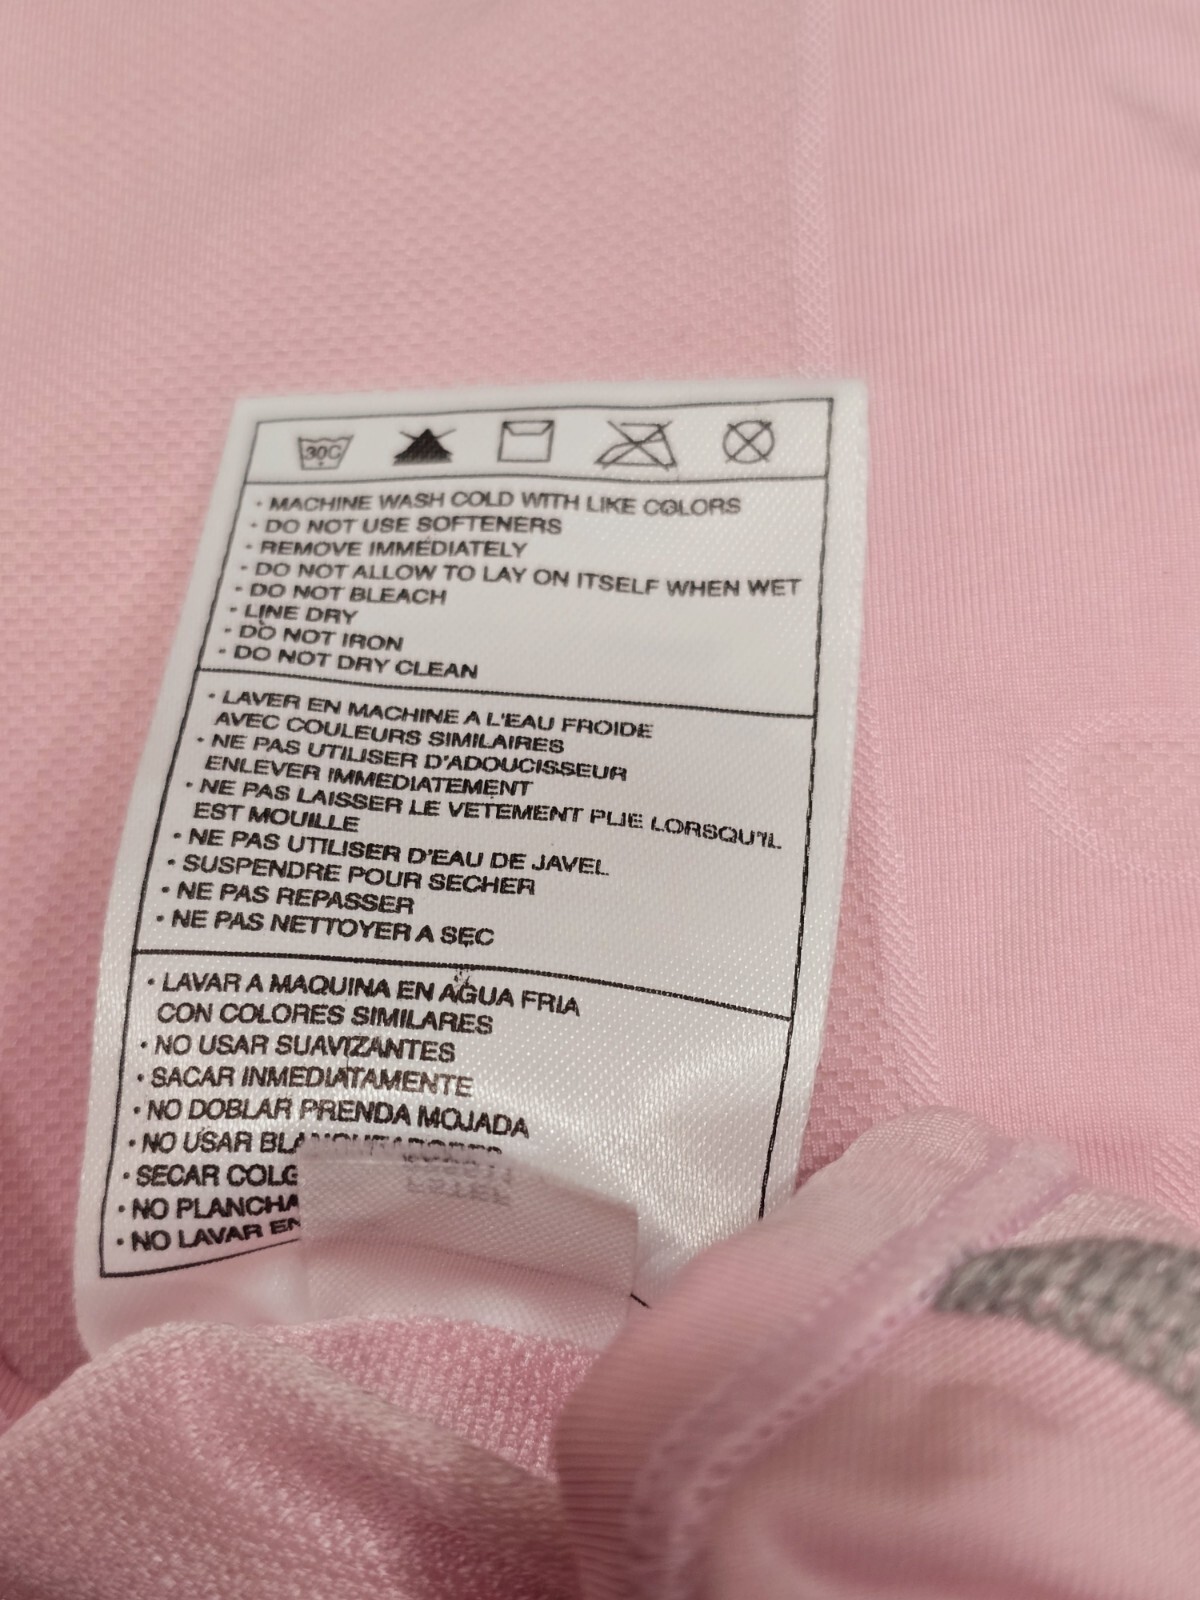 30C
· MACHINE WASH COLD WITH LIKE COLORS
· DO NOT USE SOFTENERS
· REMOVE IMMEDIATELY
· DO NOT ALLOW TO LAY ON ITSELF WHEN WET
· DO NOT BLEACH
· LINE DRY
· DO NOT IRON
· DO NOT DRY CLEAN
· LAVER EN MACHINE A L'EAU FROIDE
AVEC COULEURS SIMILAIRES
· NE PAS UTILISER D'ADOUCISSEUR
ENLEVER IMMEDIATEMENT
· NE PAS LAISSER LE VETEMENT PLIE LORSQU'IL
EST MOUILLE
· NE PAS UTILISER D'EAU DE JAVEL
· SUSPENDRE POUR SECHER
· NE PAS REPASSER
· NE PAS NETTOYER A SEC
· LAVAR A MAQUINA EN AGUA FRIA
CON COLORES SIMILARES
· NO USAR SUAVIZANTES
· SACAR INMEDIATAMENTE
· NO DOBLAR PRENDA MOJADA
· NO USAR
· SECAR COLG
· NO PLANCHA
· NO LAVAR EN